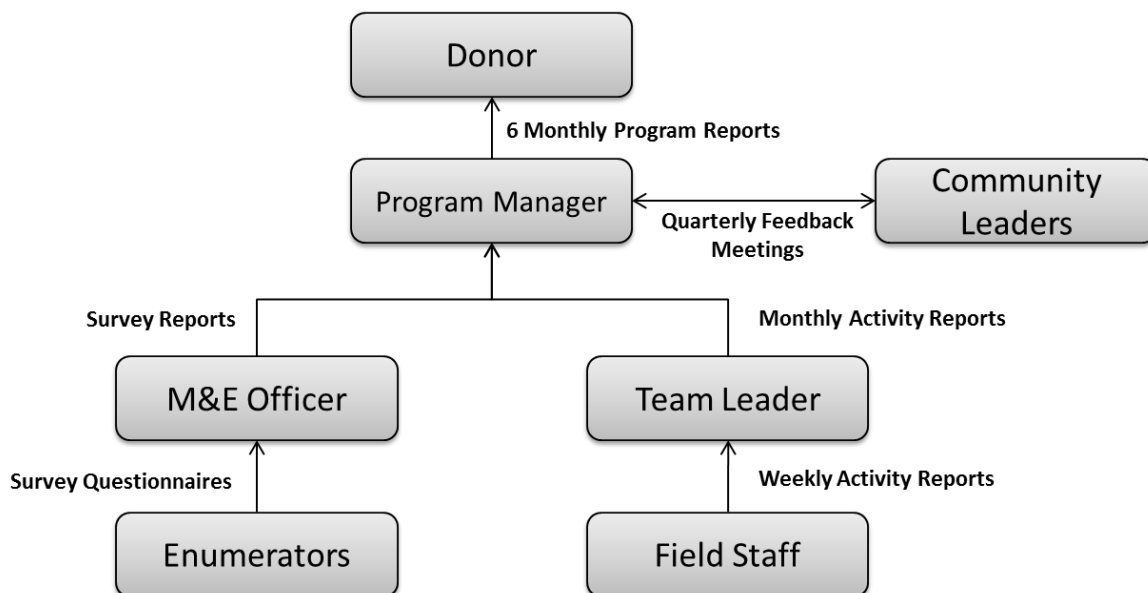 Donor
6 Monthly Program Reports
Program Manager
Community
Leaders
Quarterly Feedback
Meetings
Survey Reports
Monthly Activity Reports
M&E Officer
Team Leader
Survey Questionnaires
Weekly Activity Reports
Enumerators
Field Staff